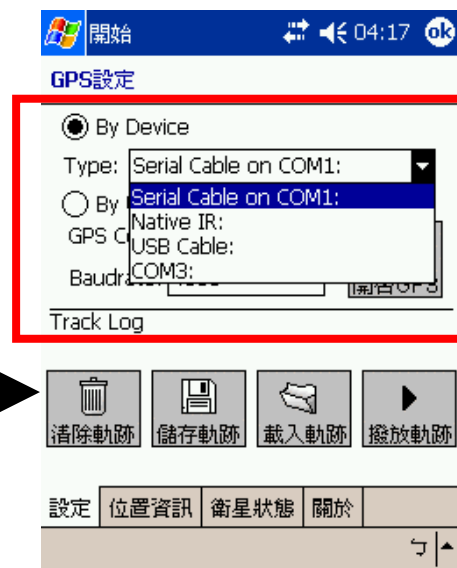 開始 04:17 ok
GPS設定
By Device
Type: Serial Cable on COM1:
Serial Cable on COM1:
By
Native IR:
GPS C
USB Cable:
COM3:
Baudra
開啟GPS
Track Log
清除軌跡 儲存軌跡 載入軌跡 撥放軌跡
設定 位置資訊 衛星狀態 關於
ㄅ